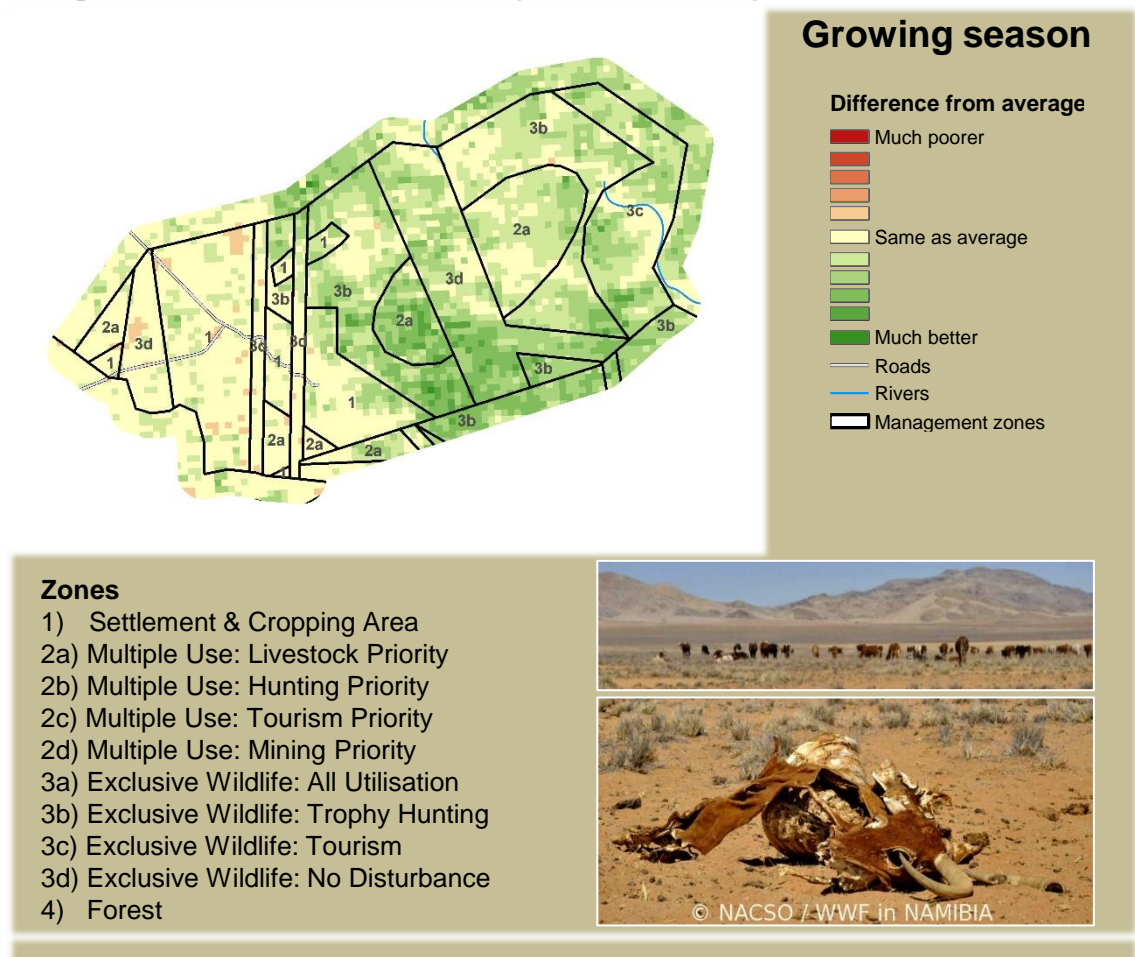 Growing season
Difference from average
Much poorer
Same as average
Much better
Roads
Rivers
Management zones
3b
3c
2a
1
1
3b
3b
3d
2a
2a
3d
1
3c
3c
3b
1
1
3b
1
2a
2a
2a
3b
1
Zones
1) Settlement & Cropping Area
2a) Multiple Use: Livestock Priority
2b) Multiple Use: Hunting Priority
2c) Multiple Use: Tourism Priority
2d) Multiple Use: Mining Priority
3a) Exclusive Wildlife: All Utilisation
3b) Exclusive Wildlife: Trophy Hunting
3c) Exclusive Wildlife: Tourism
3d) Exclusive Wildlife: No Disturbance
4) Forest
© NACSO / WWF in NAMIBIA